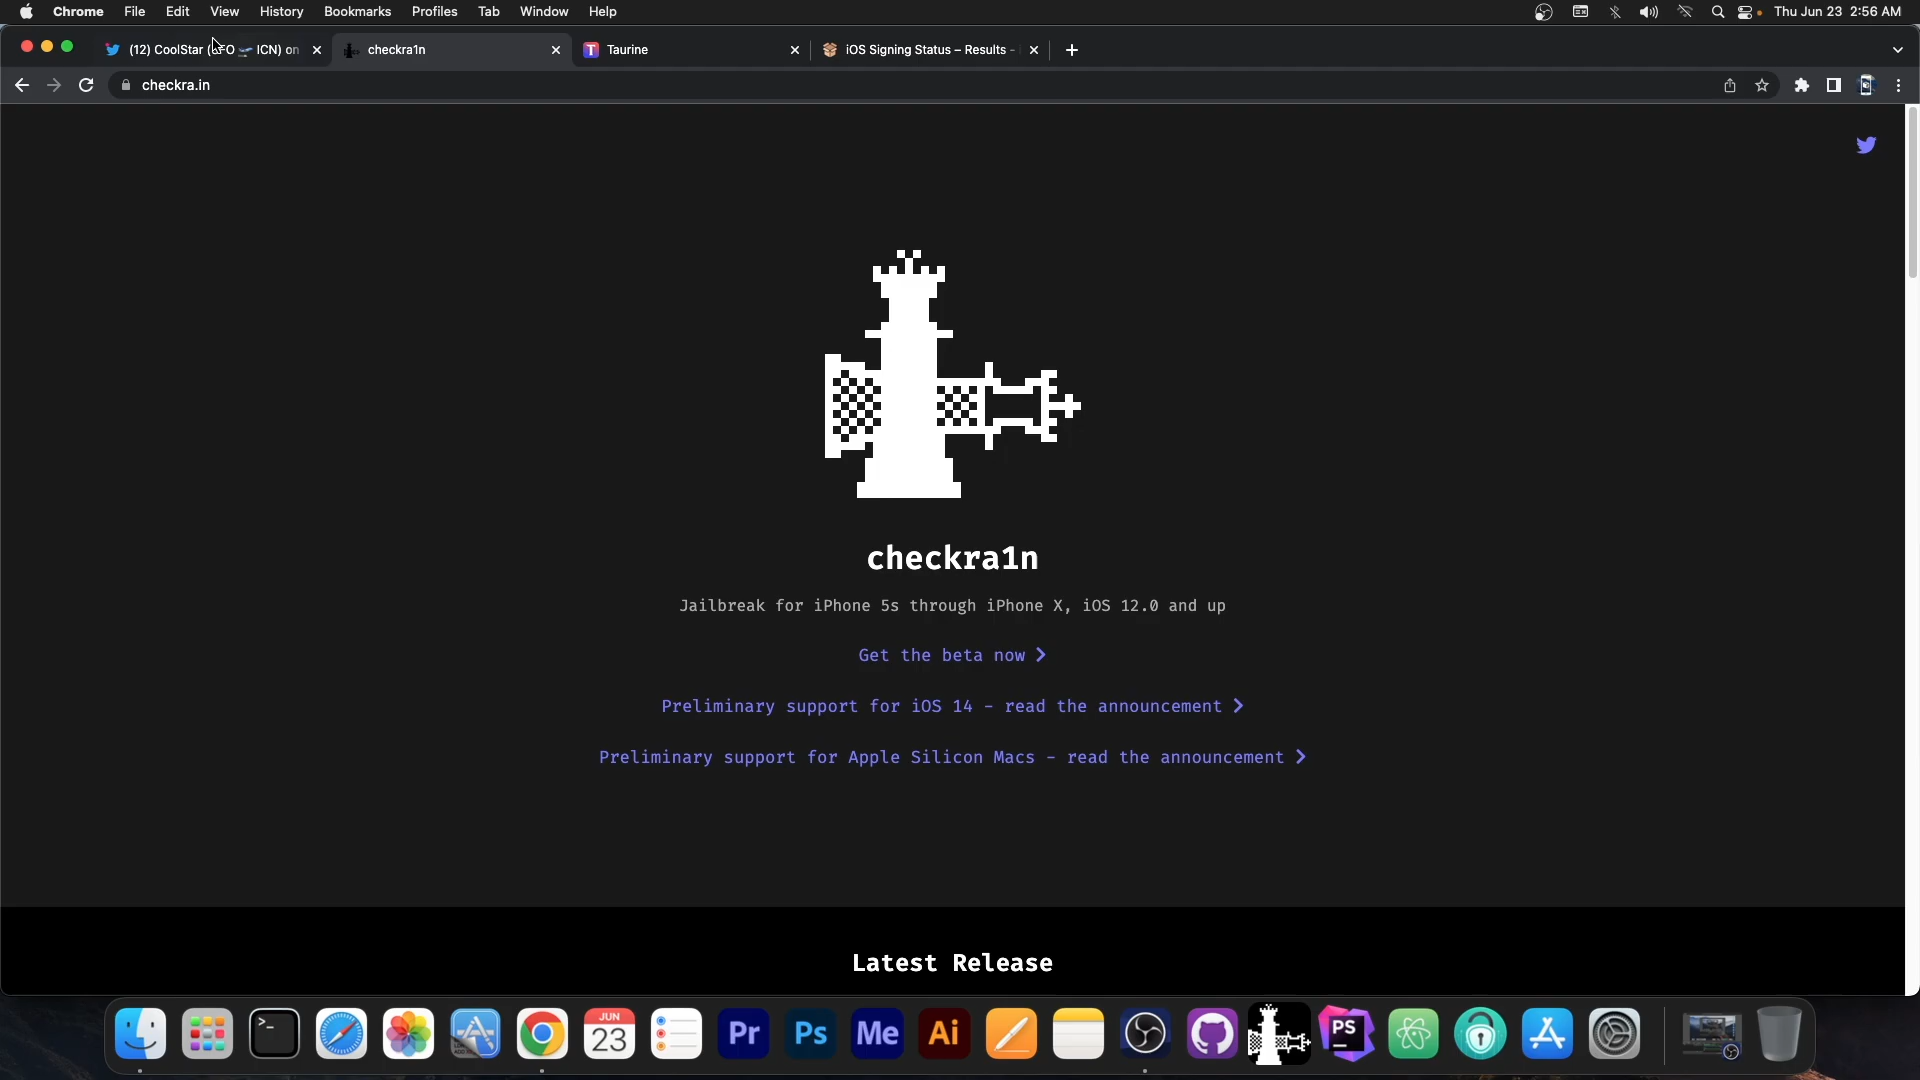 Chrome File Edit View History Bookmarks Profiles Tab Window Help Thu Jun 23 2:56 AM
(12) CoolStar ( ICN) on checkra1n Taurine iOS Signing Status – Results -
checkra.in
checkra1n
Jailbreak for iPhone 5s through iPhone X, iOS 12.0 and up
Get the beta now
Preliminary support for iOS 14 - read the announcement
Preliminary support for Apple Silicon Macs - read the announcement
Latest Release
JUN
23
Pr Ps Me Ai PS